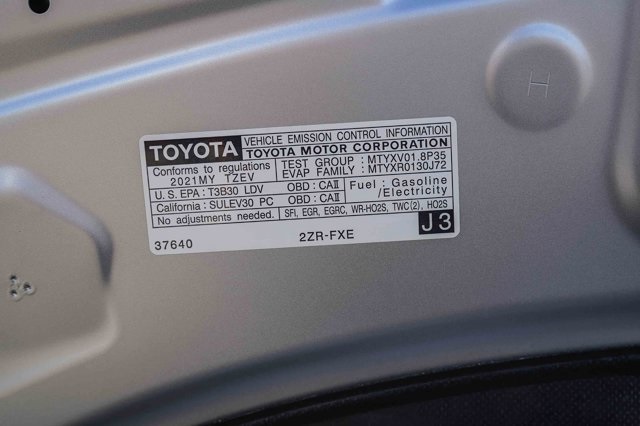 H
TOYOTA VEHICLE EMISSION CONTROL INFORMATION
TOYOTA MOTOR CORPORATION
Conforms to regulations
2021MY TZEV
TEST GROUP : MTYXV01.8P35
EVAP FAMILY : MTYXR0130J72
U.S.EPA : T3B30 LDV OBD : CAII
California : SULEV30 PC OBD : CAII
Fuel : Gasoline
/Electricity
No adjustments needed. SFI, EGR, EGRC, WR-HO2S, TWC(2), HO2S
37640 2ZR-FXE J3